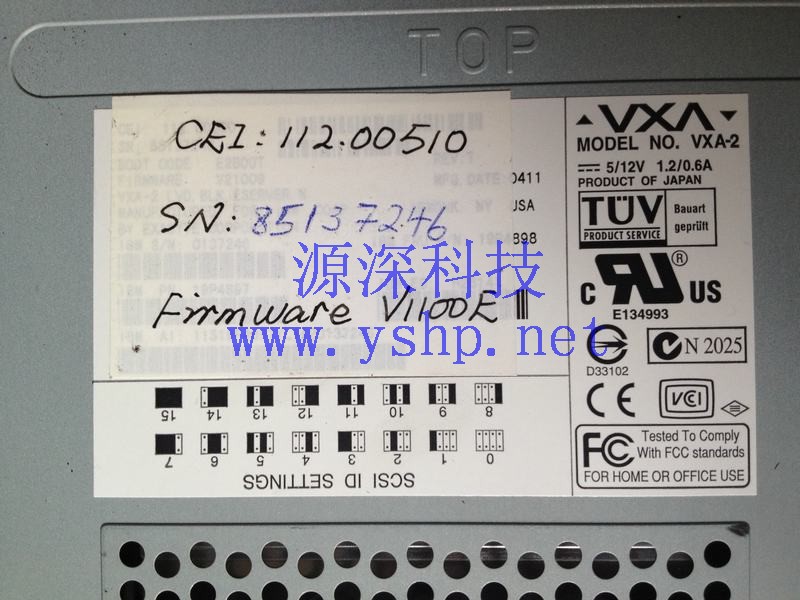 TOP
CEI: 112.00510
SN: 85137246
Firmware V1100E
0411
USA
898
源深科技
www.yshp.net
VXA
MODEL NO. VXA-2
5/12V 1.2/0.6A
PRODUCT OF JAPAN
TÜV
PRODUCT SERVICE
Bauart
geprüft
C RU ® US
E134993
D33102
N 2025
CE
VCI
FC
Tested To Comply
With FCC standards
FOR HOME OR OFFICE USE
15 14 13 12 11 10 9 8
7 6 5 4 3 2 1 0
SCSI ID SETTINGS